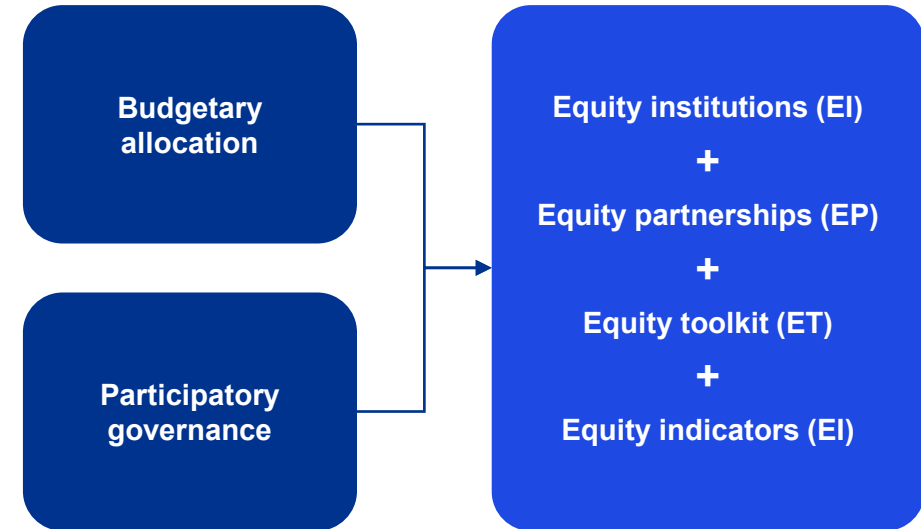 Budgetary
allocation
Participatory
governance
Equity institutions (EI)
+
Equity partnerships (EP)
+
Equity toolkit (ET)
+
Equity indicators (EI)